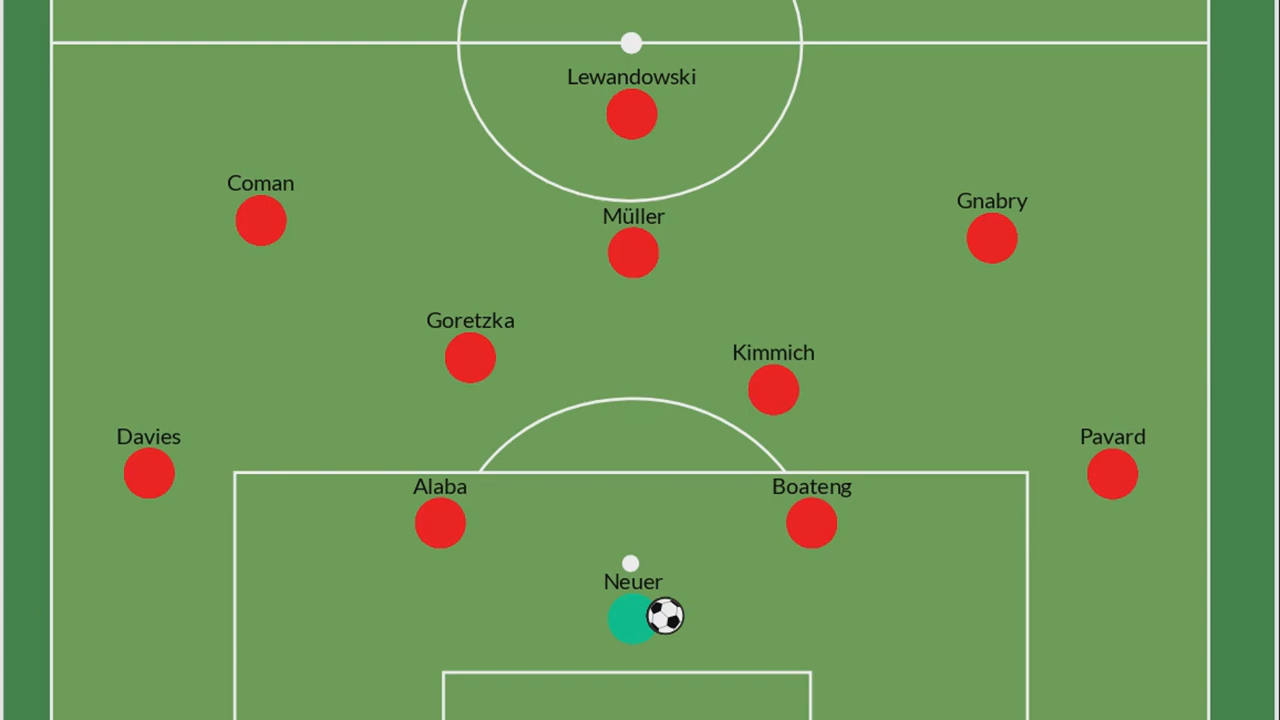 Lewandowski
Coman
Gnabry
Müller
Goretzka
Kimmich
Davies
Pavard
Alaba
Boateng
Neuer